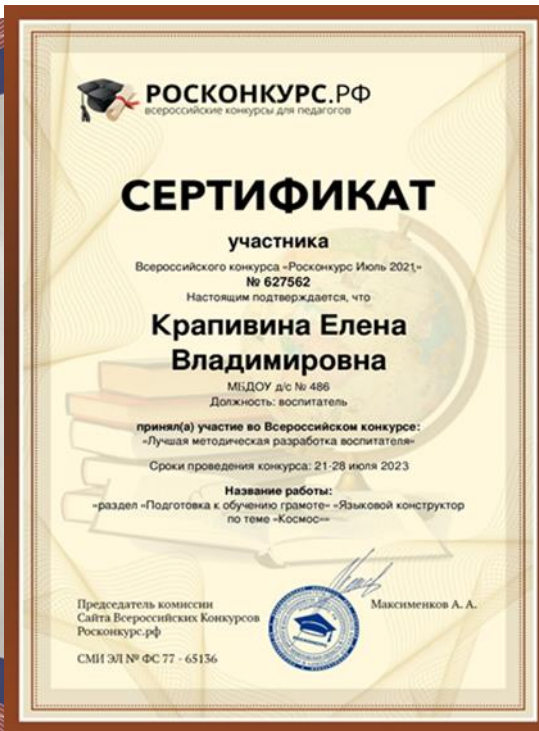 РОСКОНКУРС.РФ
всероссийские конкурсы для педагогов
СЕРТИФИКАТ
участника
Всероссийского конкурса «Росконкурс Июль 2021»
№ 627562
Настоящим подтверждается, что
Крапивина Елена
Владимировна
МБДОУ д/с № 486
Должность: воспитатель
принял(а) участие во Всероссийском конкурсе:
«Лучшая методическая разработка воспитателя»
Сроки проведения конкурса: 21-28 июля 2023
Название работы:
«раздел «Подготовка к обучению грамоте» «Языковой конструктор
по теме «Космос»»
Председатель комиссии
Сайта Всероссийских Конкурсов
Росконкурс.рф
Максименков А. А.
СМИ ЭЛ № ФС 77 - 65136